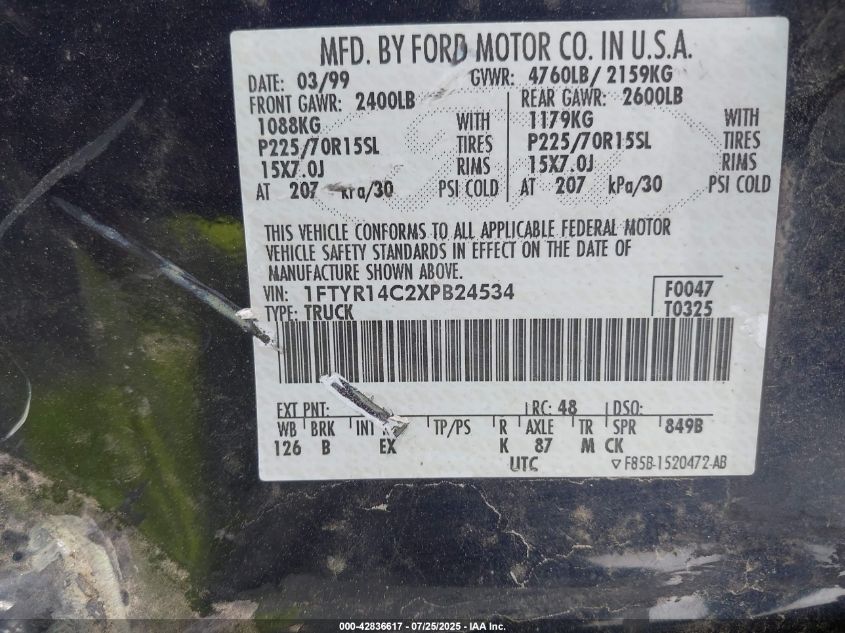 MFD. BY FORD MOTOR CO. IN U.S.A.
DATE: 03/99 GVWR: 4760LB/ 2159KG
FRONT GAWR: 2400LB REAR GAWR: 2600LB
1088KG WITH 1179KG WITH
P225/70R15SL TIRES P225/70R15SL TIRES
15X7.0J RIMS 15X7.0J RIMS
AT 207 kPa/30 PSI COLD AT 207 kPa/30 PSI COLD
THIS VEHICLE CONFORMS TO ALL APPLICABLE FEDERAL MOTOR
VEHICLE SAFETY STANDARDS IN EFFECT ON THE DATE OF
MANUFACTURE SHOWN ABOVE.
VIN: 1FTYR14C2XPB24534 F0047
TYPE: TRUCK T0325
EXT PNT: RC: 48 DSO:
WB BRK INT TP/PS R AXLE TR SPR 849B
126 B EX K 87 M CK
UTC ▽ F85B-1520472-AB
000-42836617 - 07/25/2025 - IAA Inc.